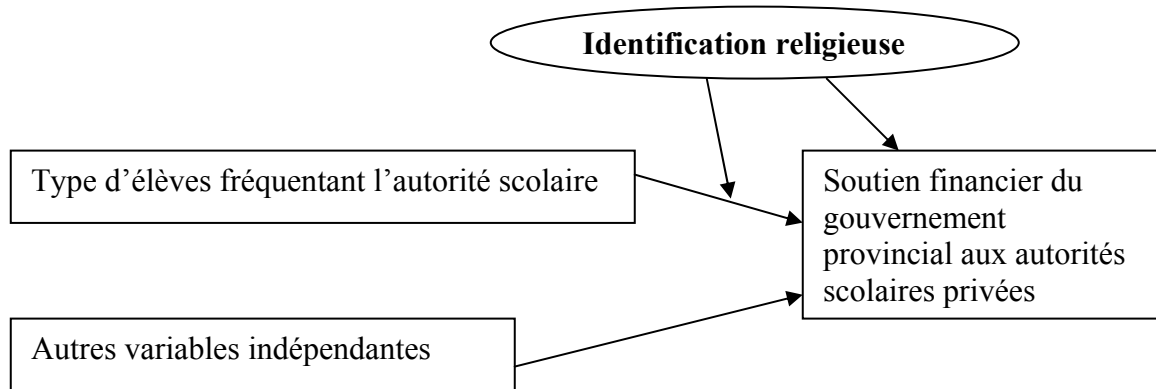 Identification religieuse
Type d’élèves fréquentant l’autorité scolaire
Soutien financier du
gouvernement
provincial aux autorités
scolaires privées
Autres variables indépendantes